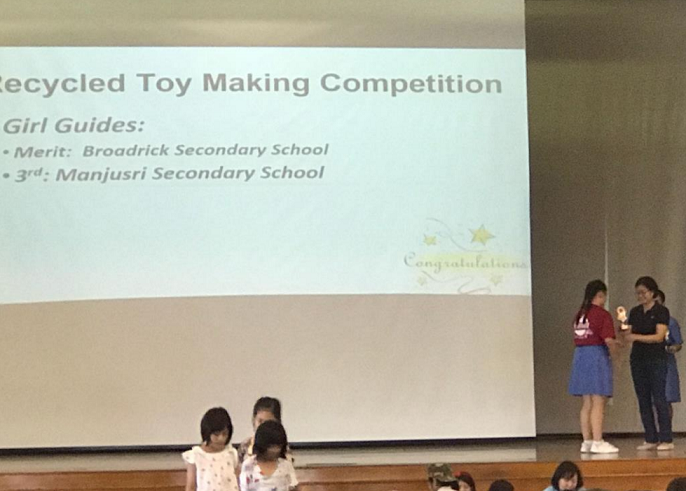 Recycled Toy Making Competition
Girl Guides:
• Merit: Broadrick Secondary School
• 3rd: Manjusri Secondary School
Congratulations